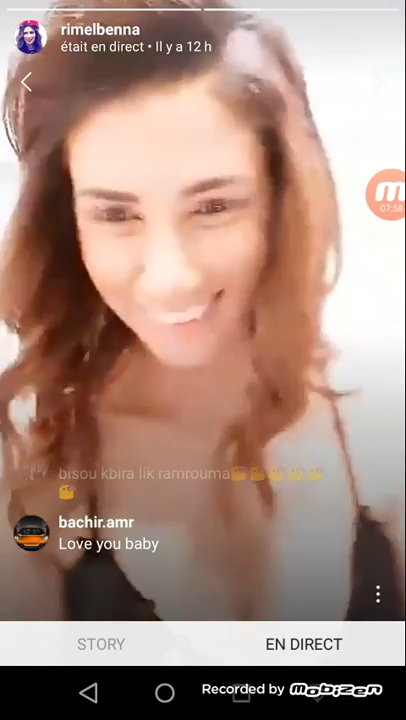 rimelbenna
était en direct • Il y a 12 h
07:58
bisou kbira lik ramrouma
bachir.amr
Love you baby
STORY
EN DIRECT
Recorded by MOBIZEN